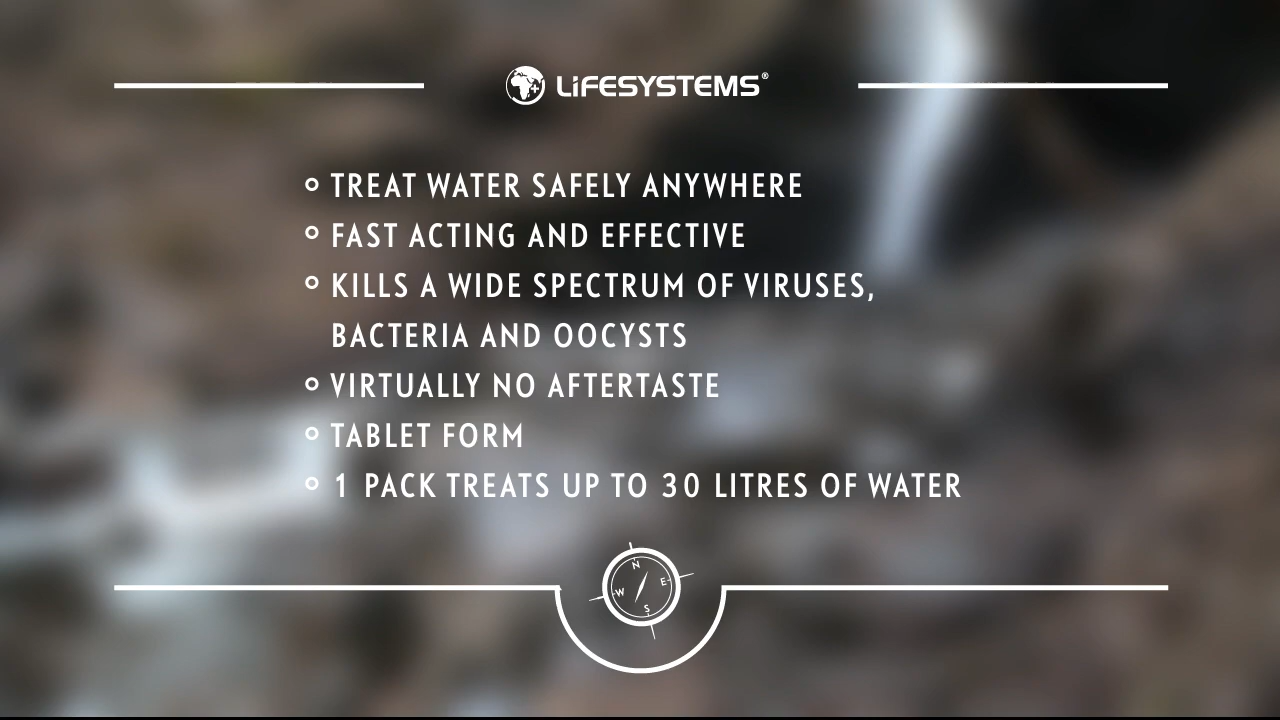 LiFESYSTEMS®
TREAT WATER SAFELY ANYWHERE
FAST ACTING AND EFFECTIVE
KILLS A WIDE SPECTRUM OF VIRUSES,
BACTERIA AND OOCYSTS
VIRTUALLY NO AFTERTASTE
TABLET FORM
1 PACK TREATS UP TO 30 LITRES OF WATER
N
W E
S